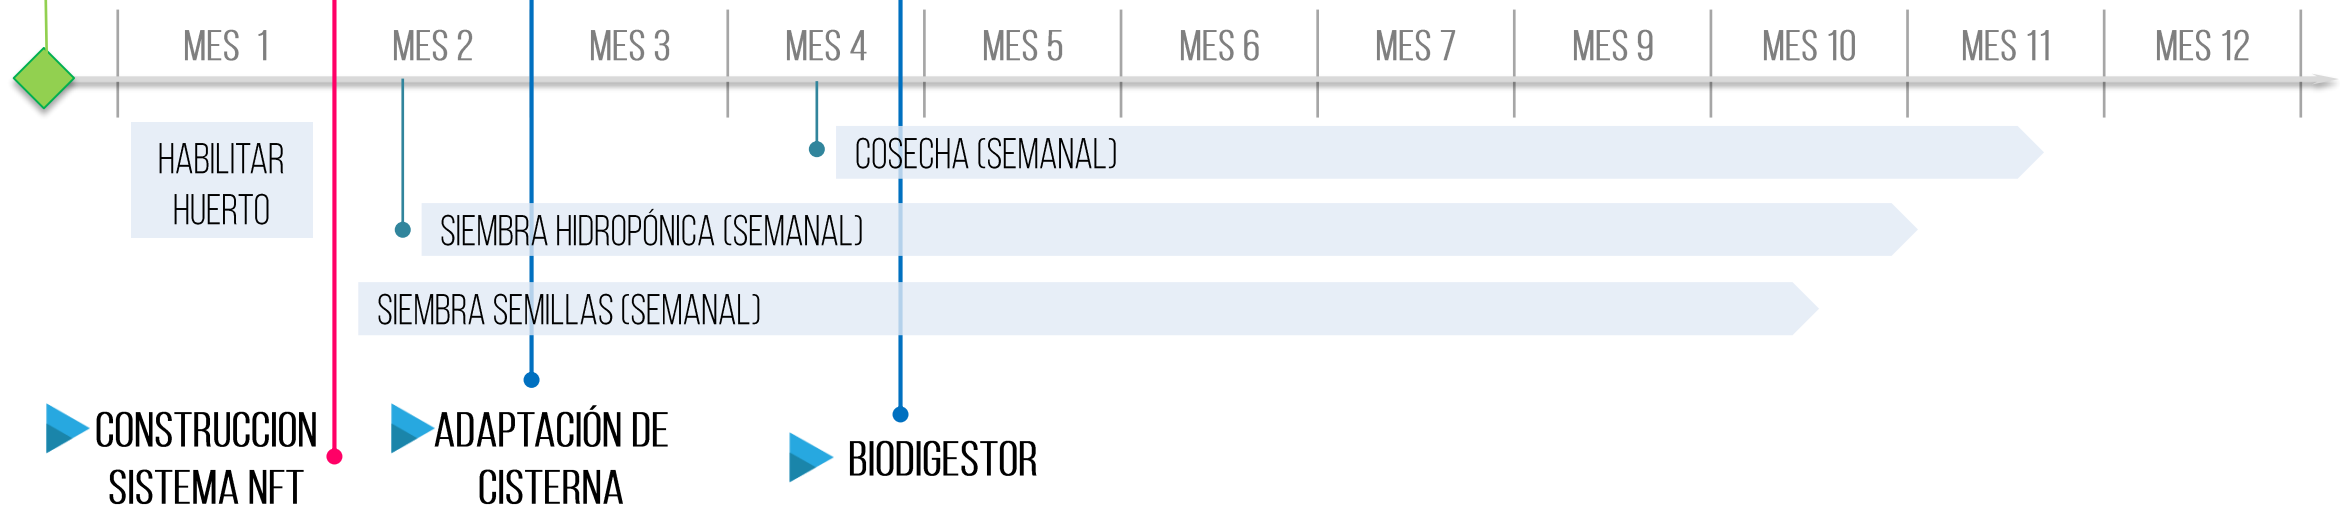 MES 1
MES 2
MES 3
MES 4
MES 5
MES 6
MES 7
MES 9
MES 10
MES 11
MES 12
HABILITAR
HUERTO
COSECHA (SEMANAL)
SIEMBRA HIDROPÓNICA (SEMANAL)
SIEMBRA SEMILLAS (SEMANAL)
CONSTRUCCION
SISTEMA NFT
ADAPTACIÓN DE
CISTERNA
BIODIGESTOR